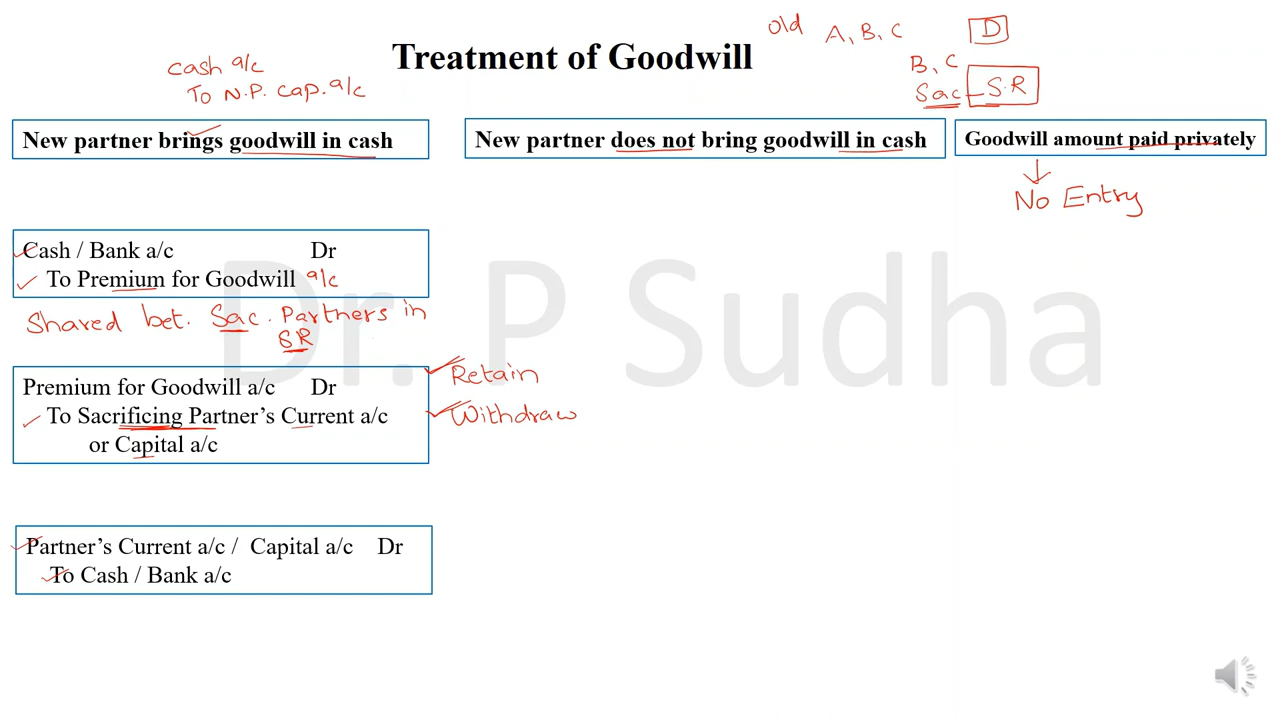 Treatment of Goodwill
old A, B, C D
B, C
Sac – S.R
Cash a/c
To N.P. Cap. a/c
New partner brings goodwill in cash
New partner does not bring goodwill in cash
Goodwill amount paid privately
No Entry
Cash / Bank a/c Dr
To Premium for Goodwill a/c
Shared bet. Sac. Partners in
SR
Premium for Goodwill a/c Dr
To Sacrificing Partner's Current a/c
or Capital a/c
Retain
Withdraw
Partner's Current a/c / Capital a/c Dr
To Cash / Bank a/c
Dr. P Sudha